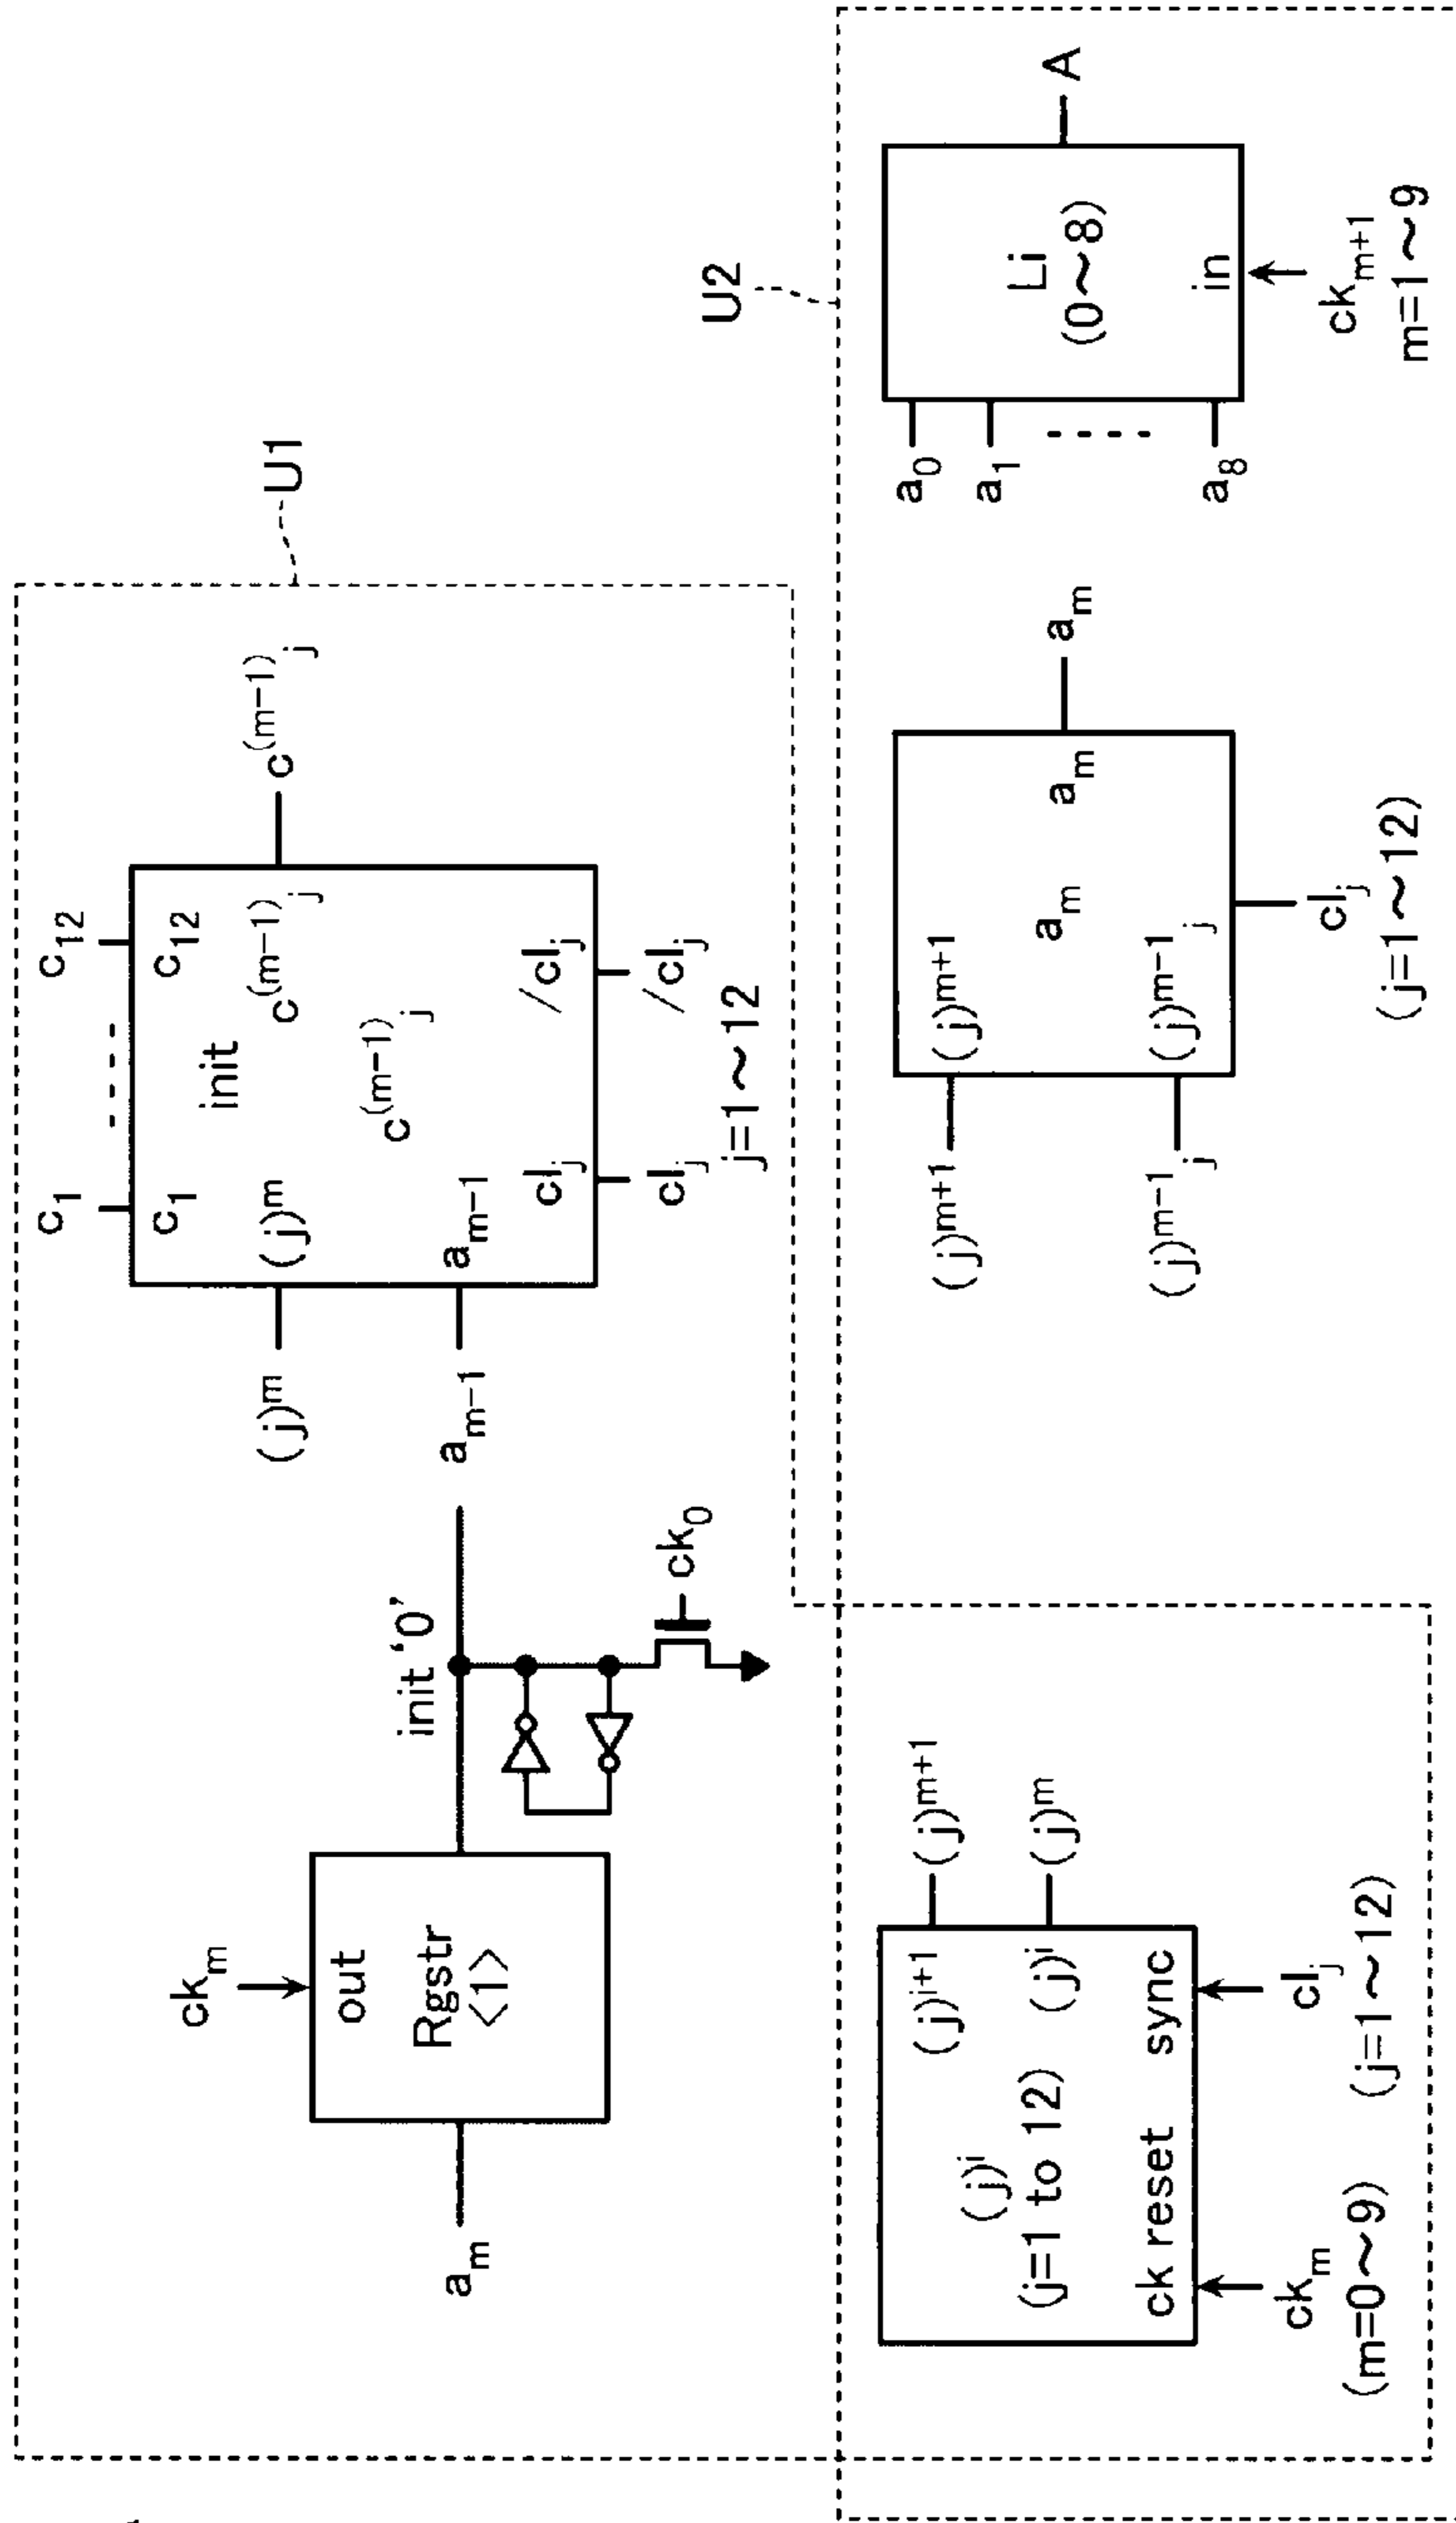 U1
ck_m
out
Rgstr
<1>
a_m
init '0'
ck_0
a_{m-1}
(j)^m
c_1 ---- c_12
c_1
c_12
init
(j)^m
c^{(m-1)}_j
c^{(m-1)}_j
a_{m-1}
cl_j
/cl_j
cl_j
/cl_j
j=1~12
c^{(m-1)}_j
U2
(j)^i
(j=1 to 12)
(j)^{i+1}
(j)^i
ck reset sync
(j)^{m+1}
(j)^m
ck_m
(m=0~9)
cl_j
(j=1~12)
(j)^{m+1}
(j)^{m-1}_j
(j)^{m+1}
(j)^{m-1}_j
a_m
a_m
a_m
cl_j
(j=1~12)
a_0
a_1
a_8
Li
(0~8)
in
A
ck_{m+1}
m=1~9